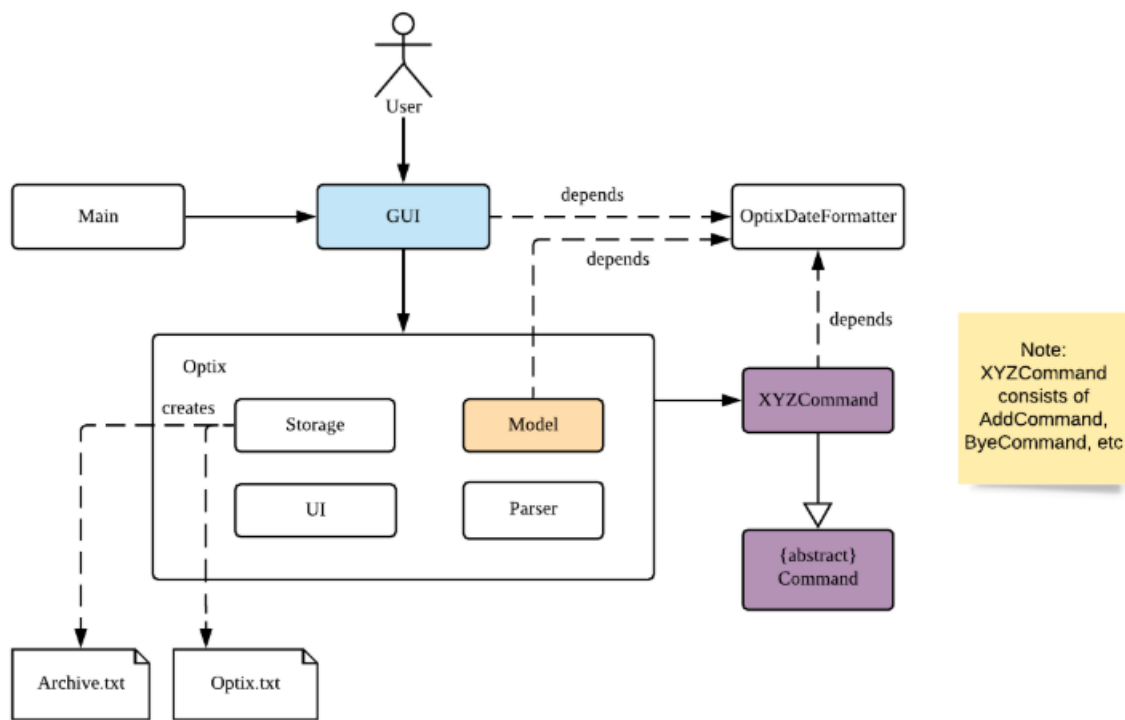 User
Main
GUI
depends
OptixDateFormatter
depends
depends
Optix
creates
Storage
Model
XYZCommand
UI
Parser
{abstract}
Command
Note:
XYZCommand
consists of
AddCommand,
ByeCommand, etc
Archive.txt
Optix.txt